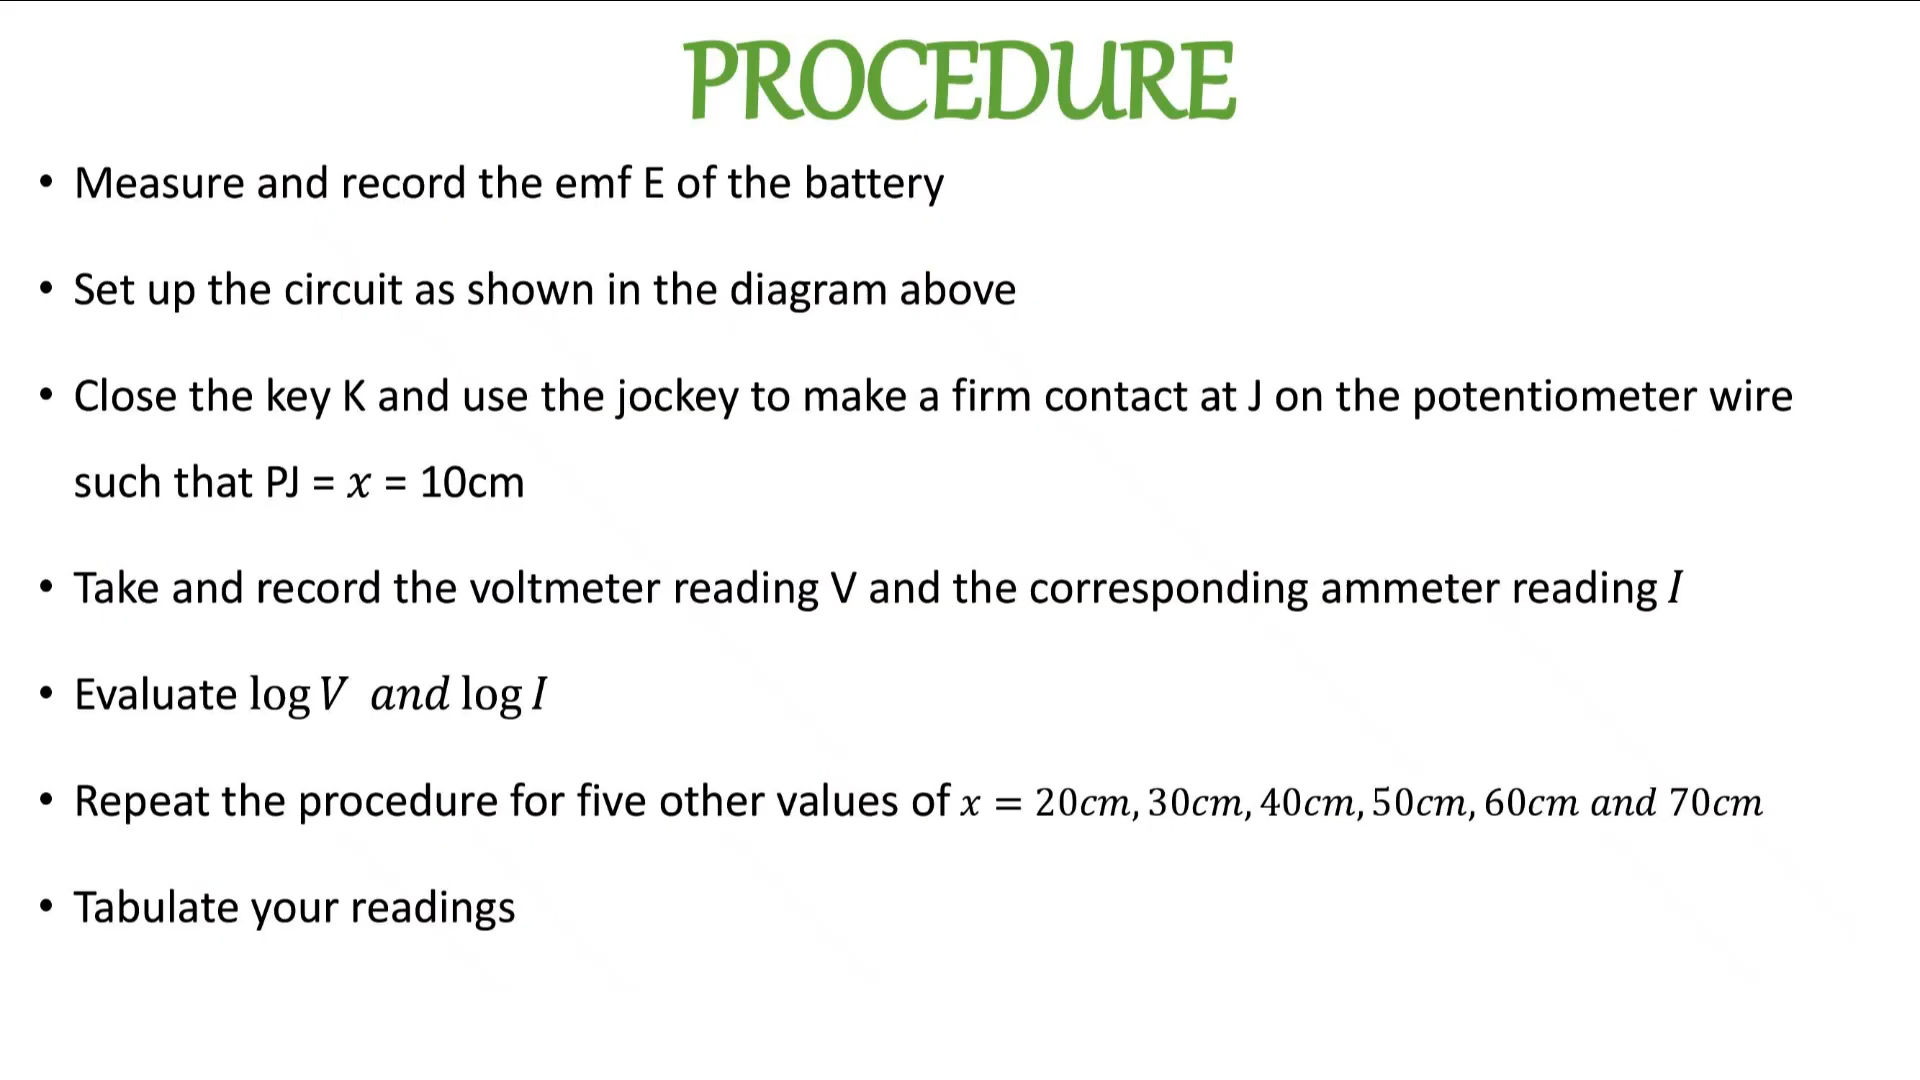 PROCEDURE
• Measure and record the emf E of the battery
• Set up the circuit as shown in the diagram above
• Close the key K and use the jockey to make a firm contact at J on the potentiometer wire
such that PJ = x = 10cm
• Take and record the voltmeter reading V and the corresponding ammeter reading I
• Evaluate log V and log I
• Repeat the procedure for five other values of x = 20cm, 30cm, 40cm, 50cm, 60cm and 70cm
• Tabulate your readings